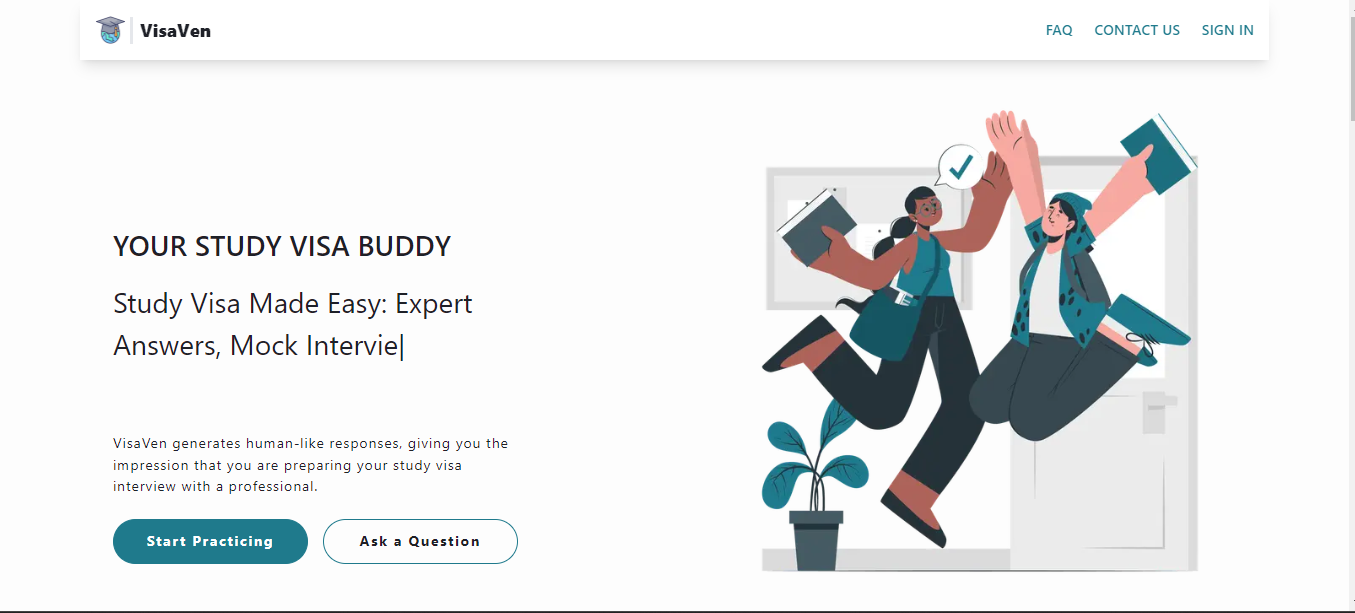 VisaVen
FAQ
CONTACT US
SIGN IN
YOUR STUDY VISA BUDDY
Study Visa Made Easy: Expert
Answers, Mock Intervie|
VisaVen generates human-like responses, giving you the
impression that you are preparing your study visa
interview with a professional.
Start Practicing
Ask a Question